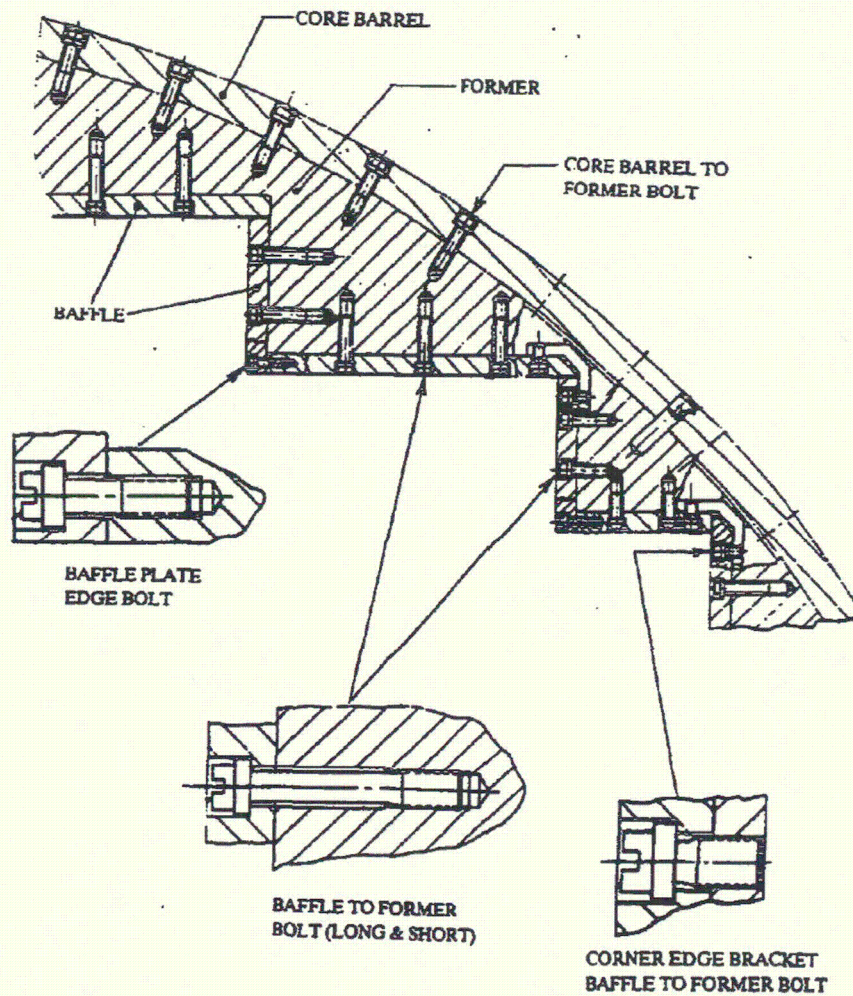 CORE BARREL
FORMER
CORE BARREL TO
FORMER BOLT
BAFFLE
BAFFLE PLATE
EDGE BOLT
BAFFLE TO FORMER
BOLT (LONG & SHORT)
CORNER EDGE BRACKET
BAFFLE TO FORMER BOLT